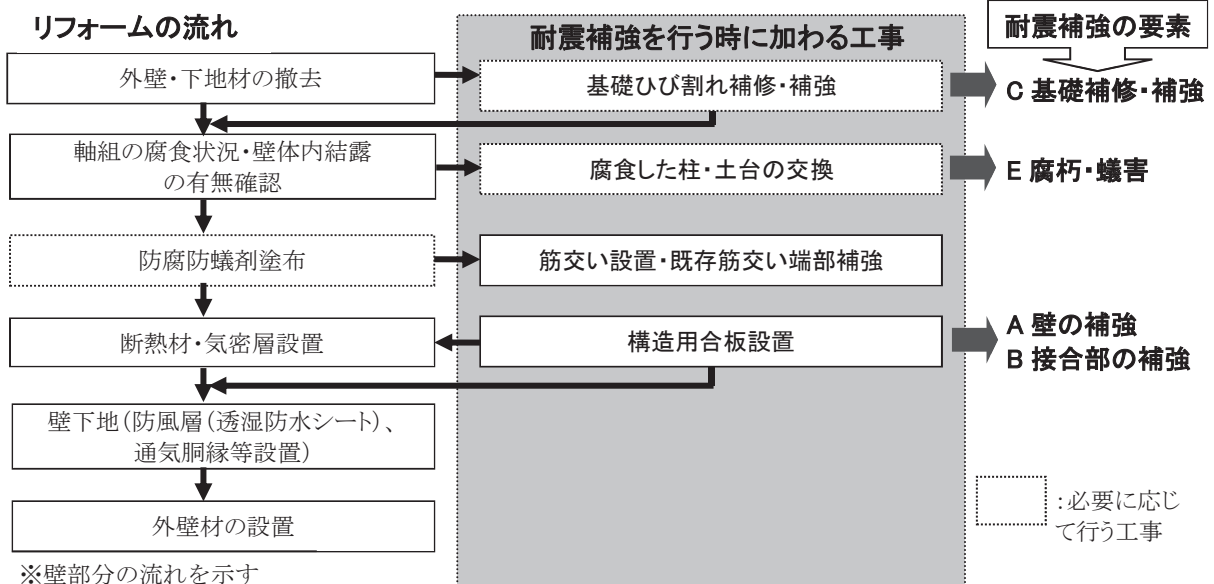 リフォームの流れ
耐震補強を行う時に加わる工事
耐震補強の要素
外壁・下地材の撤去
基礎ひび割れ補修・補強
C 基礎補修・補強
軸組の腐食状況・壁体内結露
の有無確認
腐食した柱・土台の交換
E 腐朽・蟻害
防腐防蟻剤塗布
筋交い設置・既存筋交い端部補強
断熱材・気密層設置
構造用合板設置
A 壁の補強
B 接合部の補強
壁下地(防風層(透湿防水シート)、
通気胴縁等設置)
外壁材の設置
:必要に応じ
て行う工事
※壁部分の流れを示す